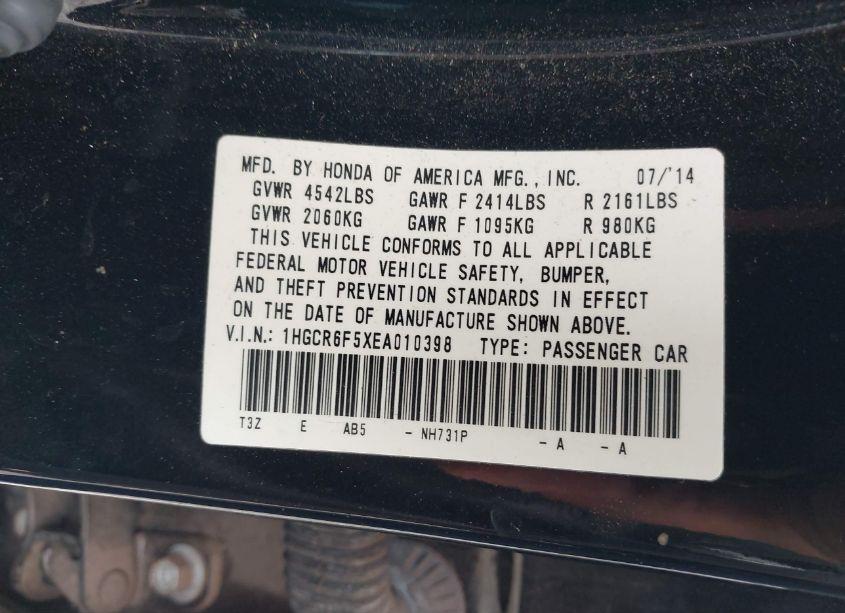 MFD. BY HONDA OF AMERICA MFG., INC. 07/'14
GVWR 4542LBS GAWR F 2414LBS R 2161LBS
GVWR 2060KG GAWR F 1095KG R 980KG
THIS VEHICLE CONFORMS TO ALL APPLICABLE
FEDERAL MOTOR VEHICLE SAFETY, BUMPER,
AND THEFT PREVENTION STANDARDS IN EFFECT
ON THE DATE OF MANUFACTURE SHOWN ABOVE.
V.I.N.: 1HGCR6F5XEA010398 TYPE: PASSENGER CAR
T3Z E AB5 - NH731P - A - A